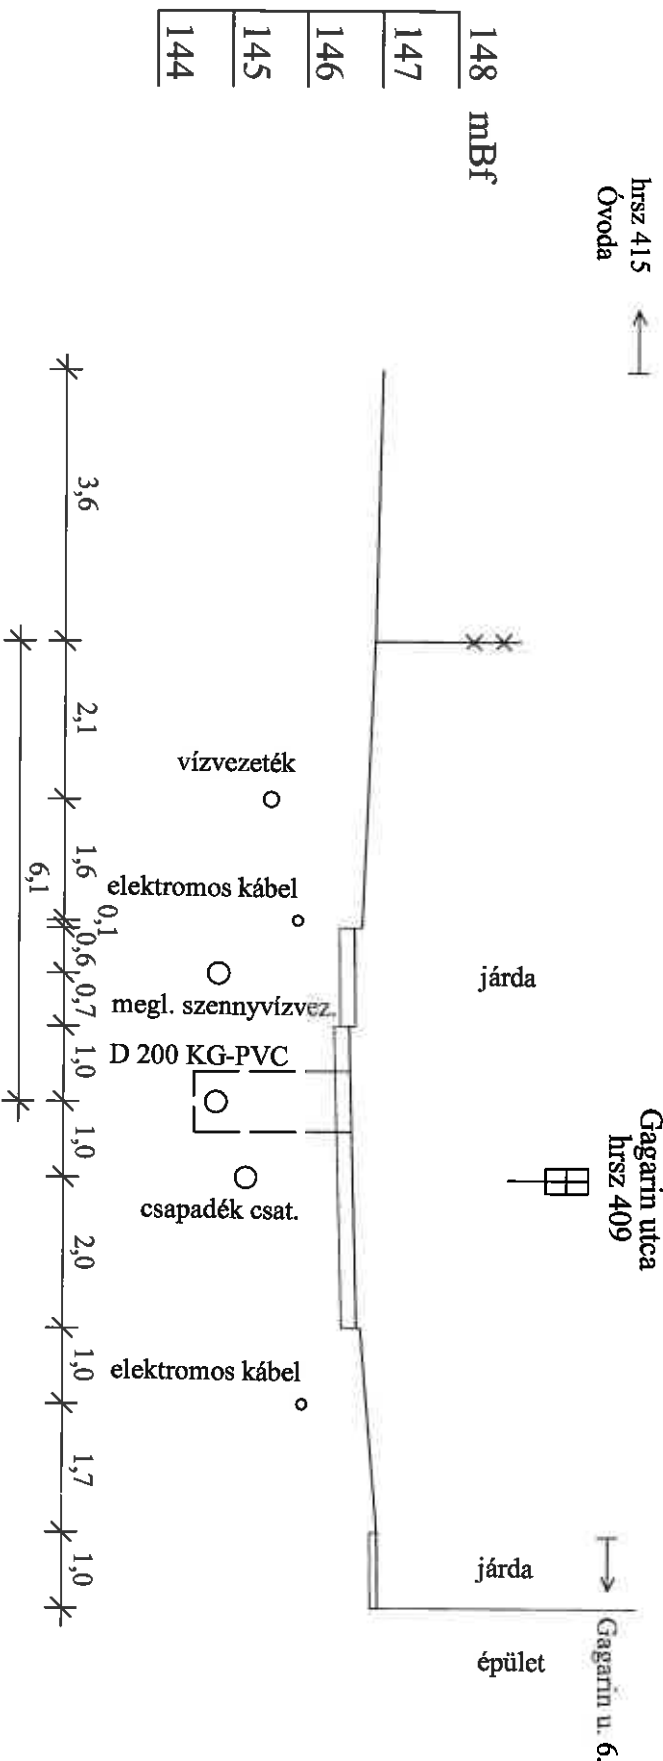 148 mBf
147
146
145
144
hrsz 415
Óvoda
Gagarin utca
hrsz 409
Gagarin u. 6.
járda
járda
épület
vízvezeték
elektromos kábel
megl. szennyvízvez.
D 200 KG-PVC
csapadék csat.
elektromos kábel
3,6
2,1
1,6
0,1
0,6
0,7
1,0
1,0
2,0
1,0
1,7
1,0
6,1